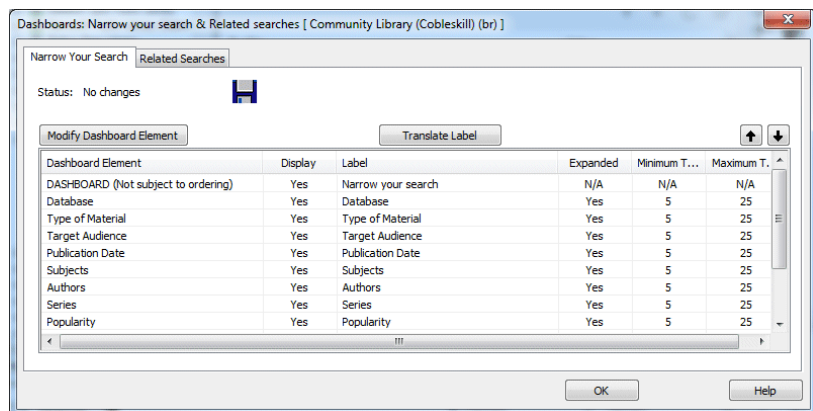 Dashboards: Narrow your search & Related searches [ Community Library (Cobleskill) (br) ]
Narrow Your Search Related Searches
Status: No changes
Modify Dashboard Element Translate Label
Dashboard Element Display Label Expanded Minimum T... Maximum T.
DASHBOARD (Not subject to ordering) Yes Narrow your search N/A N/A N/A
Database Yes Database Yes 5 25
Type of Material Yes Type of Material Yes 5 25
Target Audience Yes Target Audience Yes 5 25
Publication Date Yes Publication Date Yes 5 25
Subjects Yes Subjects Yes 5 25
Authors Yes Authors Yes 5 25
Series Yes Series Yes 5 25
Popularity Yes Popularity Yes 5 25
OK Help